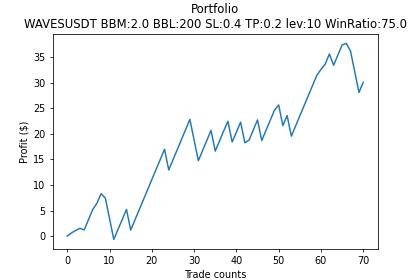 Portfolio
WAVESUSDT BBM:2.0 BBL:200 SL:0.4 TP:0.2 lev:10 WinRatio:75.0
35
30
25
20
15
10
5
0
Profit ($)
0 10 20 30 40 50 60 70
Trade counts